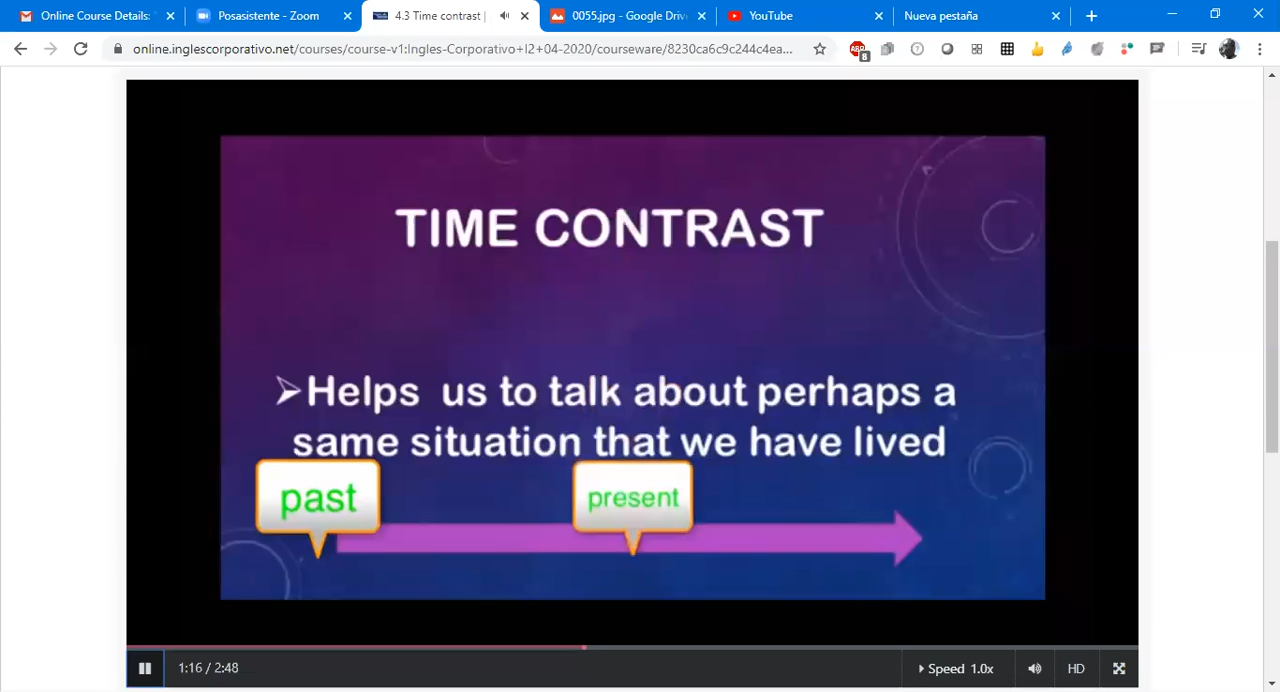 Online Course Details:
Posasistente - Zoom
4.3 Time contrast |
0055.jpg - Google Driv
YouTube
Nueva pestaña
online.inglescorporativo.net/courses/course-v1:Ingles-Corporativo+I2+04-2020/courseware/8230ca6c9c244c4ea...
ABP
8
TIME CONTRAST
➢Helps us to talk about perhaps a
same situation that we have lived
past
present
1:16 / 2:48
Speed 1.0x
HD